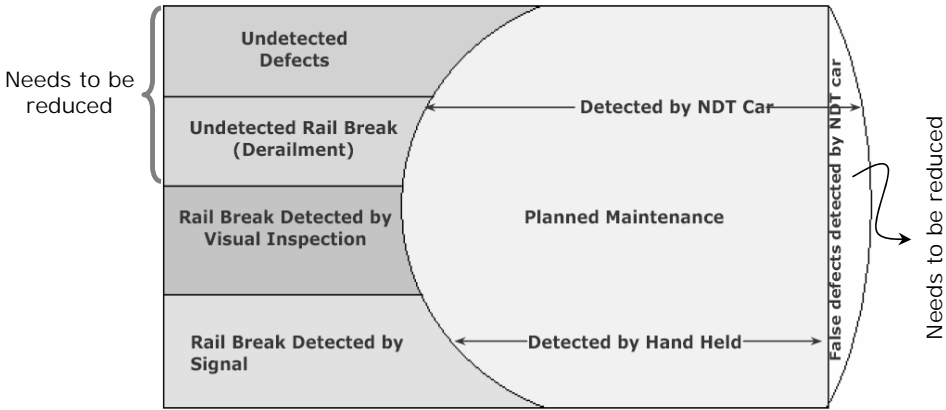 Needs to be
reduced
Undetected
Defects
Undetected Rail Break
(Derailment)
Rail Break Detected by
Visual Inspection
Rail Break Detected by
Signal
Detected by NDT Car
Planned Maintenance
Detected by Hand Held
False defects detected by NDT car
Needs to be reduced